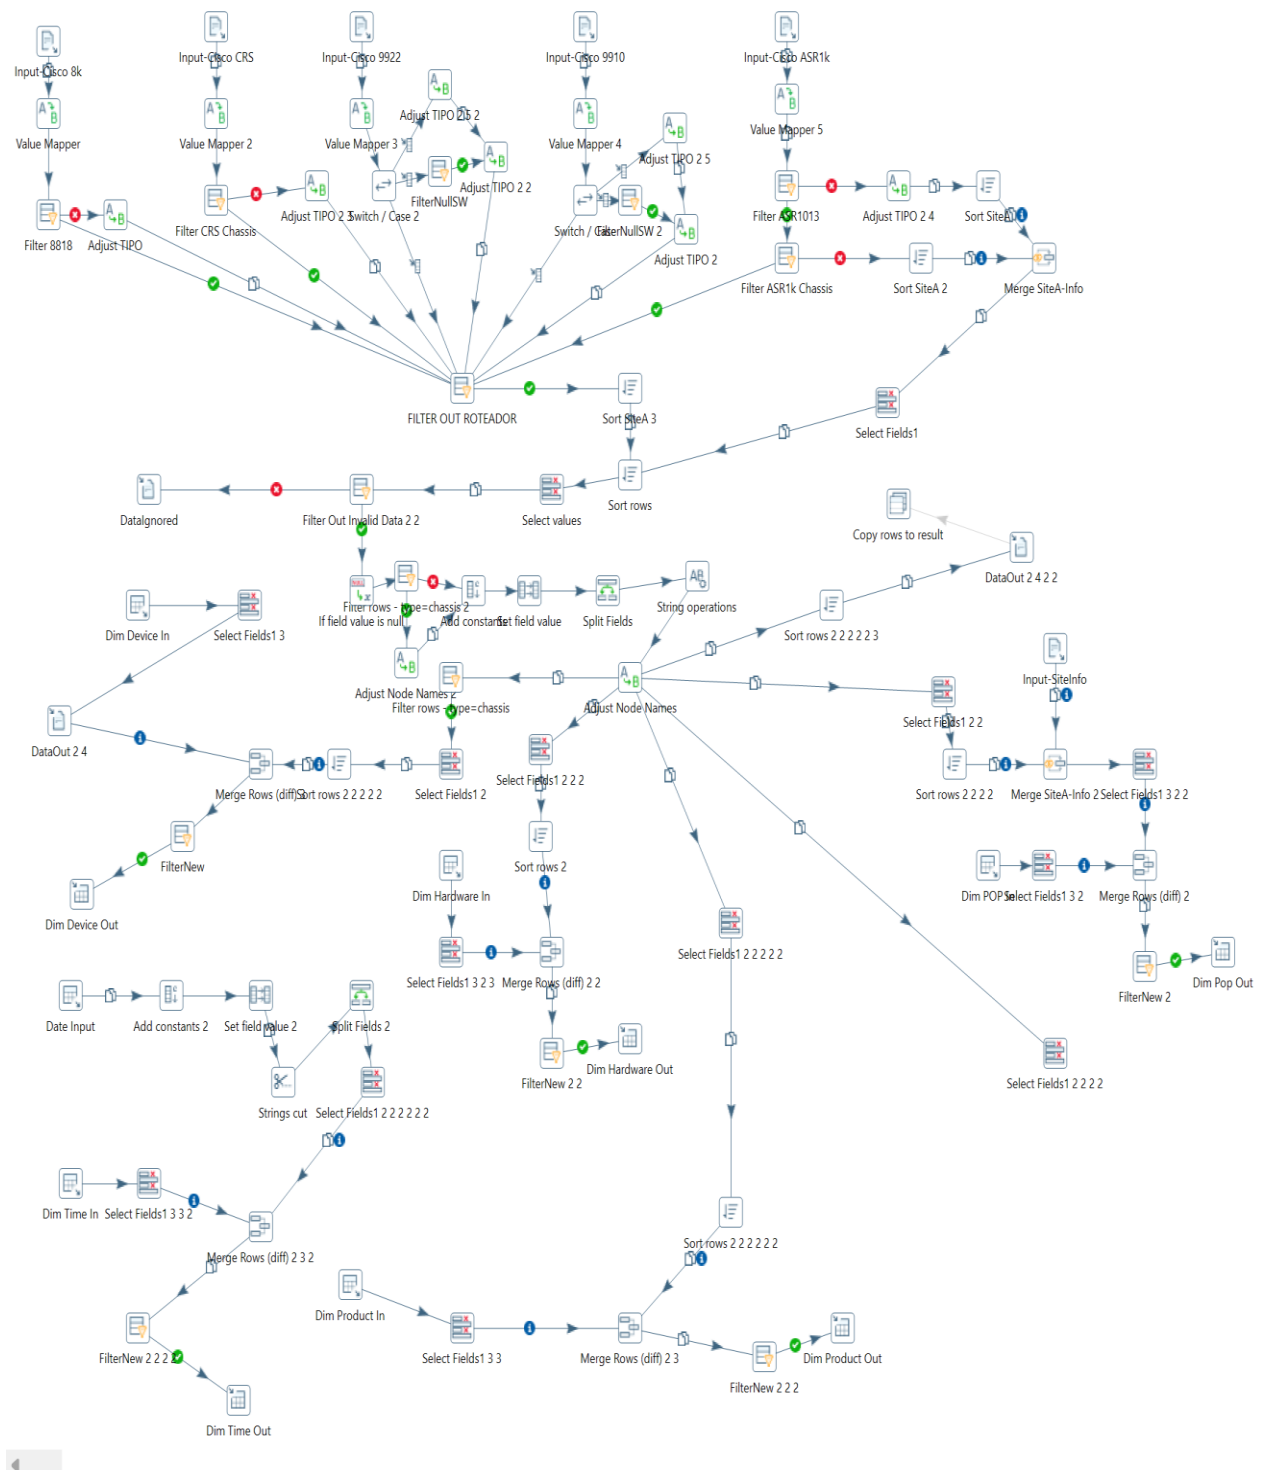 Input-Cisco 8k
Input-Cisco CRS
Input-Cisco 9922
Input-Cisco 9910
Input-Cisco ASR1k
Value Mapper
Value Mapper 2
Value Mapper 3
Adjust TIPO 2 5 2
Value Mapper 4
Adjust TIPO 2 5
Value Mapper 5
Filter 8818
Adjust TIPO
Filter CRS Chassis
Adjust TIPO 2 3
Switch / Case 2
FilterNullSW
Adjust TIPO 2 2
Switch / Case
FilterNullSW 2
Adjust TIPO 2
Filter ASR1013
Adjust TIPO 2 4
Sort SiteA
Filter ASR1k Chassis
Sort SiteA 2
Merge SiteA-Info
FILTER OUT ROTEADOR
Sort SiteA 3
Select Fields1
DataIgnored
Filter Out Invalid Data 2 2
Select values
Sort rows
Copy rows to result
DataOut 2 4 2 2
Dim Device In
Select Fields1 3
If field value is null
Filter rows - type=chassis 2
Add constants
Set field value
Split Fields
String operations
Sort rows 2 2 2 2 2 3
Adjust Node Names 2
Filter rows - type=chassis
Adjust Node Names
Input-SiteInfo
Select Fields1 2 2
DataOut 2 4
Merge Rows (diff) 3
Sort rows 2 2 2 2 2
Select Fields1 2
Select Fields1 2 2 2
Sort rows 2 2 2 2
Merge SiteA-Info 2
Select Fields1 3 2 2
FilterNew
Sort rows 2
Dim Device Out
Dim Hardware In
Dim POP In
Select Fields1 3 2
Merge Rows (diff) 2
Select Fields1 3 2 3
Merge Rows (diff) 2 2
Select Fields1 2 2 2 2 2
FilterNew 2
Dim Pop Out
Date Input
Add constants 2
Set field value 2
Split Fields 2
FilterNew 2 2
Dim Hardware Out
Select Fields1 2 2 2 2
Strings cut
Select Fields1 2 2 2 2 2 2
Dim Time In
Select Fields1 3 3 2
Merge Rows (diff) 2 3 2
Sort rows 2 2 2 2 2 2
Dim Product In
FilterNew 2 2 2 2
Select Fields1 3 3
Merge Rows (diff) 2 3
FilterNew 2 2 2
Dim Product Out
Dim Time Out